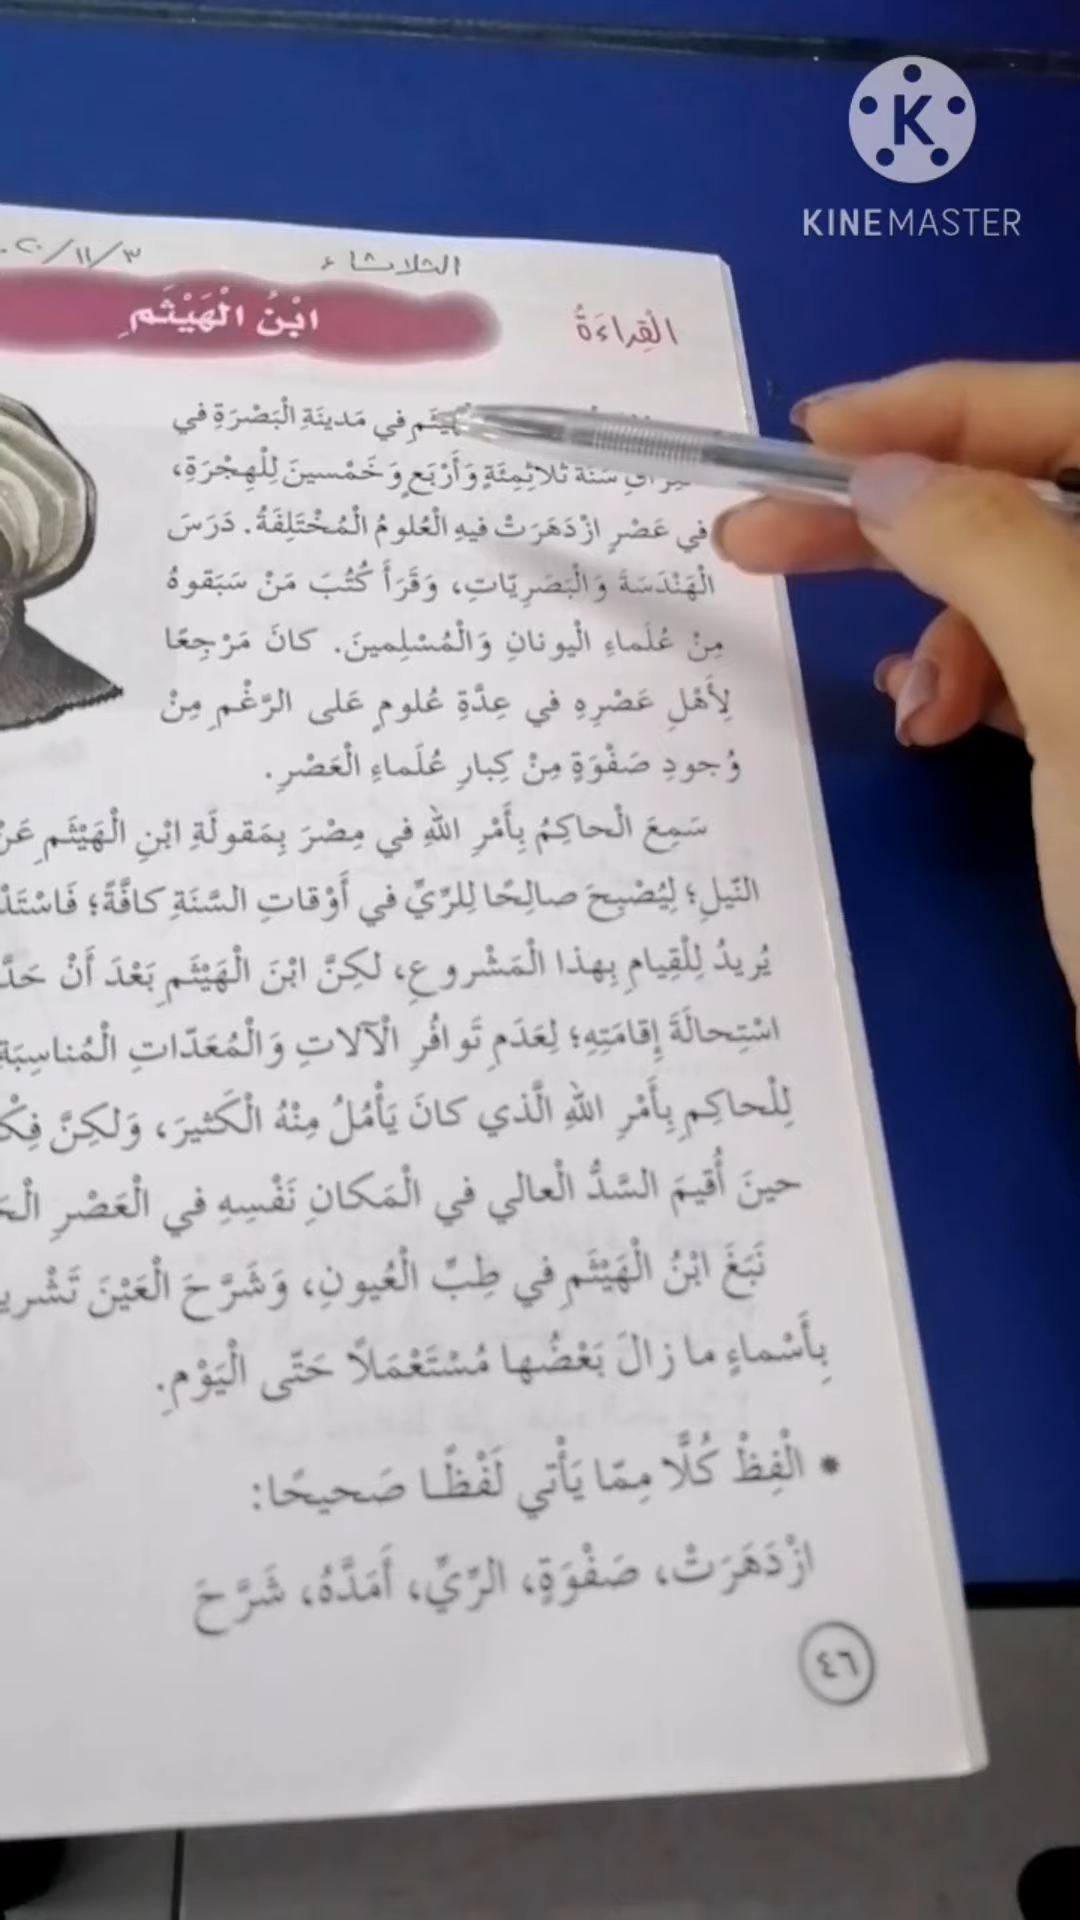 KINEMASTER
الثلاثاء ٣/١١/
الْقِراءَةُ
ابْنُ الْهَيْثَمِ
في مَدينَةِ الْبَصْرَةِ في
سَنَةَ ثَلاثِمِئَةٍ وَأَرْبَعٍ وَخَمْسينَ لِلْهِجْرَةِ،
في عَصْرٍ ازْدَهَرَتْ فيهِ الْعُلومُ الْمُخْتَلِفَةُ. دَرَسَ
الْهَنْدَسَةَ وَالْبَصَرِيّاتِ، وَقَرَأَ كُتُبَ مَنْ سَبَقوهُ
مِنْ عُلَماءِ الْيونانِ وَالْمُسْلِمينَ. كانَ مَرْجِعًا
لِأَهْلِ عَصْرِهِ في عِدَّةِ عُلومٍ عَلى الرَّغْمِ مِنْ
وُجودِ صَفْوَةٍ مِنْ كِبارِ عُلَماءِ الْعَصْرِ.
سَمِعَ الْحاكِمُ بِأَمْرِ اللهِ في مِصْرَ بِمَقولَةِ ابْنِ الْهَيْثَمِ عَنْ
النّيلِ؛ لِيُصْبِحَ صالِحًا لِلرِّيِّ في أَوْقاتِ السَّنَةِ كافَّةً؛
يُريدُ لِلْقِيامِ بِهذا الْمَشْروعِ، لكِنَّ ابْنَ الْهَيْثَمِ بَعْدَ أَنْ
اسْتِحالَةَ إِقامَتِهِ؛ لِعَدَمِ تَوافُرِ الْآلاتِ وَالْمُعَدّاتِ الْمُناسِبَةِ
لِلْحاكِمِ بِأَمْرِ اللهِ الَّذي كانَ يَأْمُلُ مِنْهُ الْكَثيرَ، وَلكِنَّ
حينَ أُقيمَ السَّدُّ الْعالي في الْمَكانِ نَفْسِهِ في الْعَصْرِ
نَبَغَ ابْنُ الْهَيْثَمِ في طِبِّ الْعُيونِ، وَشَرَّحَ الْعَيْنَ
بِأَسْماءٍ ما زالَ بَعْضُها مُسْتَعْمَلًا حَتّى الْيَوْمِ.
* الْفِظْ كُلًّا مِمّا يَأْتي لَفْظًا صَحيحًا:
ازْدَهَرَتْ، صَفْوَةٍ، الرِّيِّ، أَمَدَّهُ، شَرَّحَ
٤٦